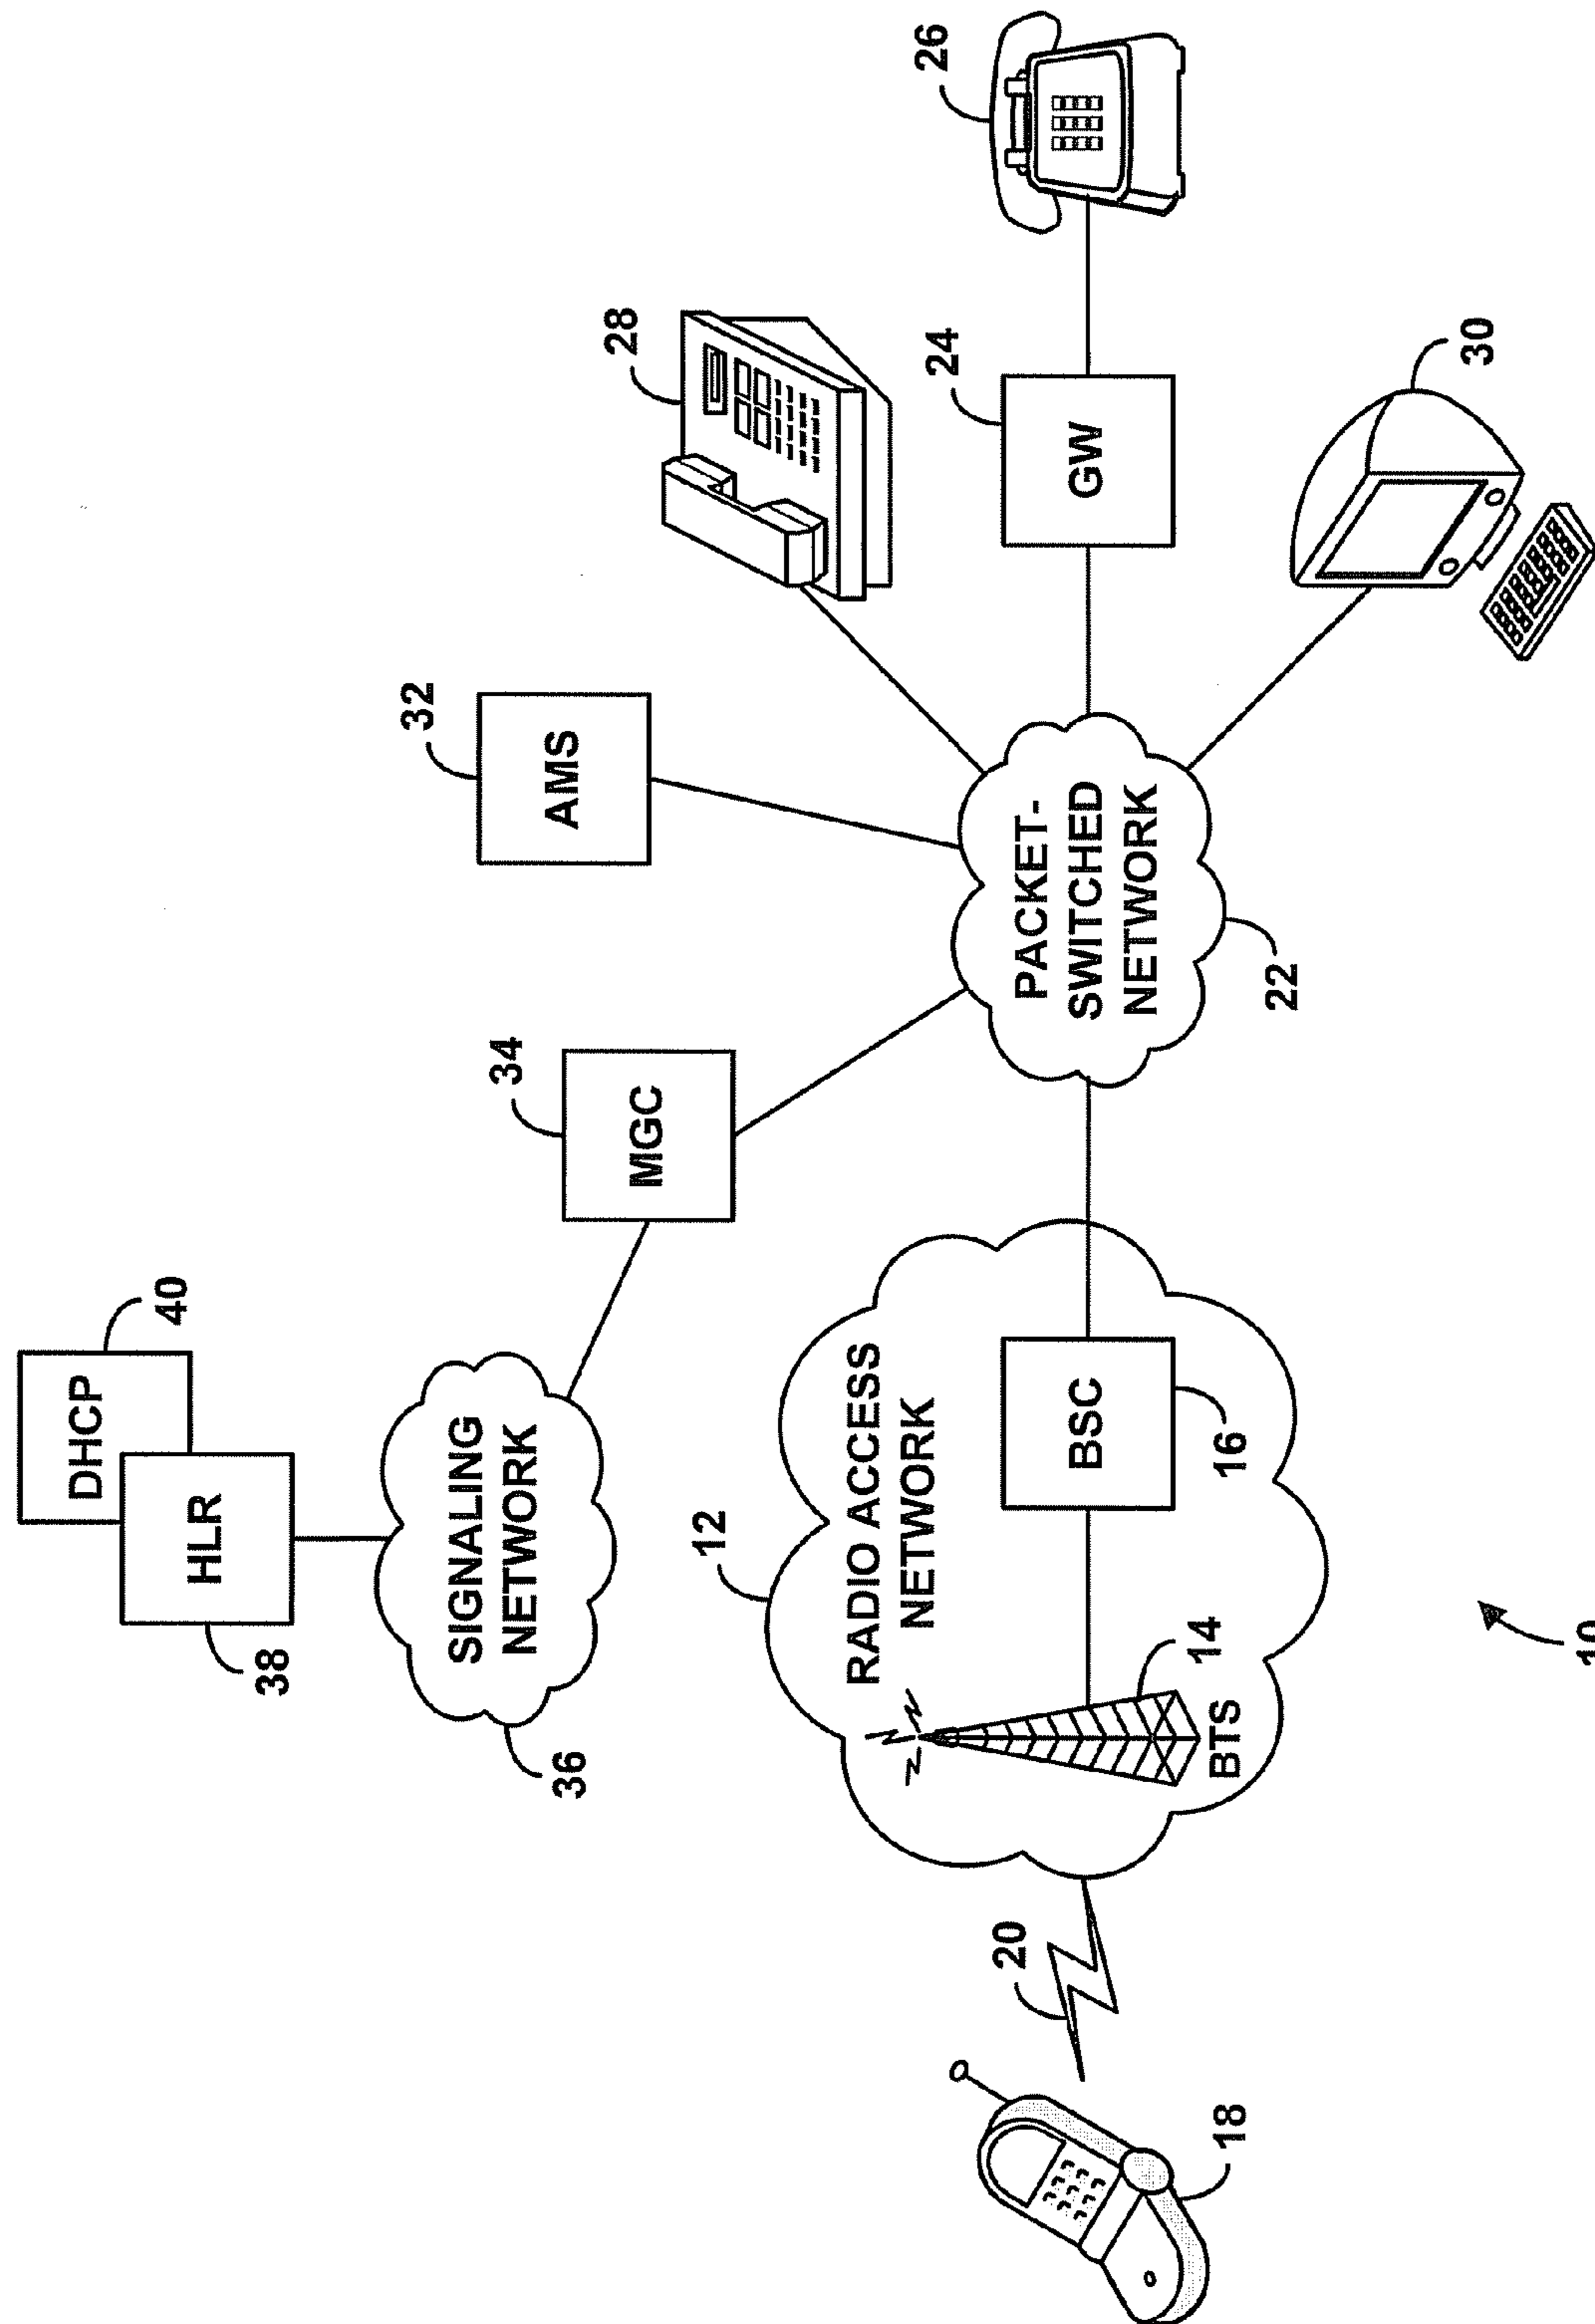 DHCP
40
HLR
38
SIGNALING
NETWORK
36
MGC
34
AMS
32
28
26
GW
24
30
PACKET-
SWITCHED
NETWORK
22
12
RADIO ACCESS
NETWORK
BSC
16
14
BTS
20
18
10